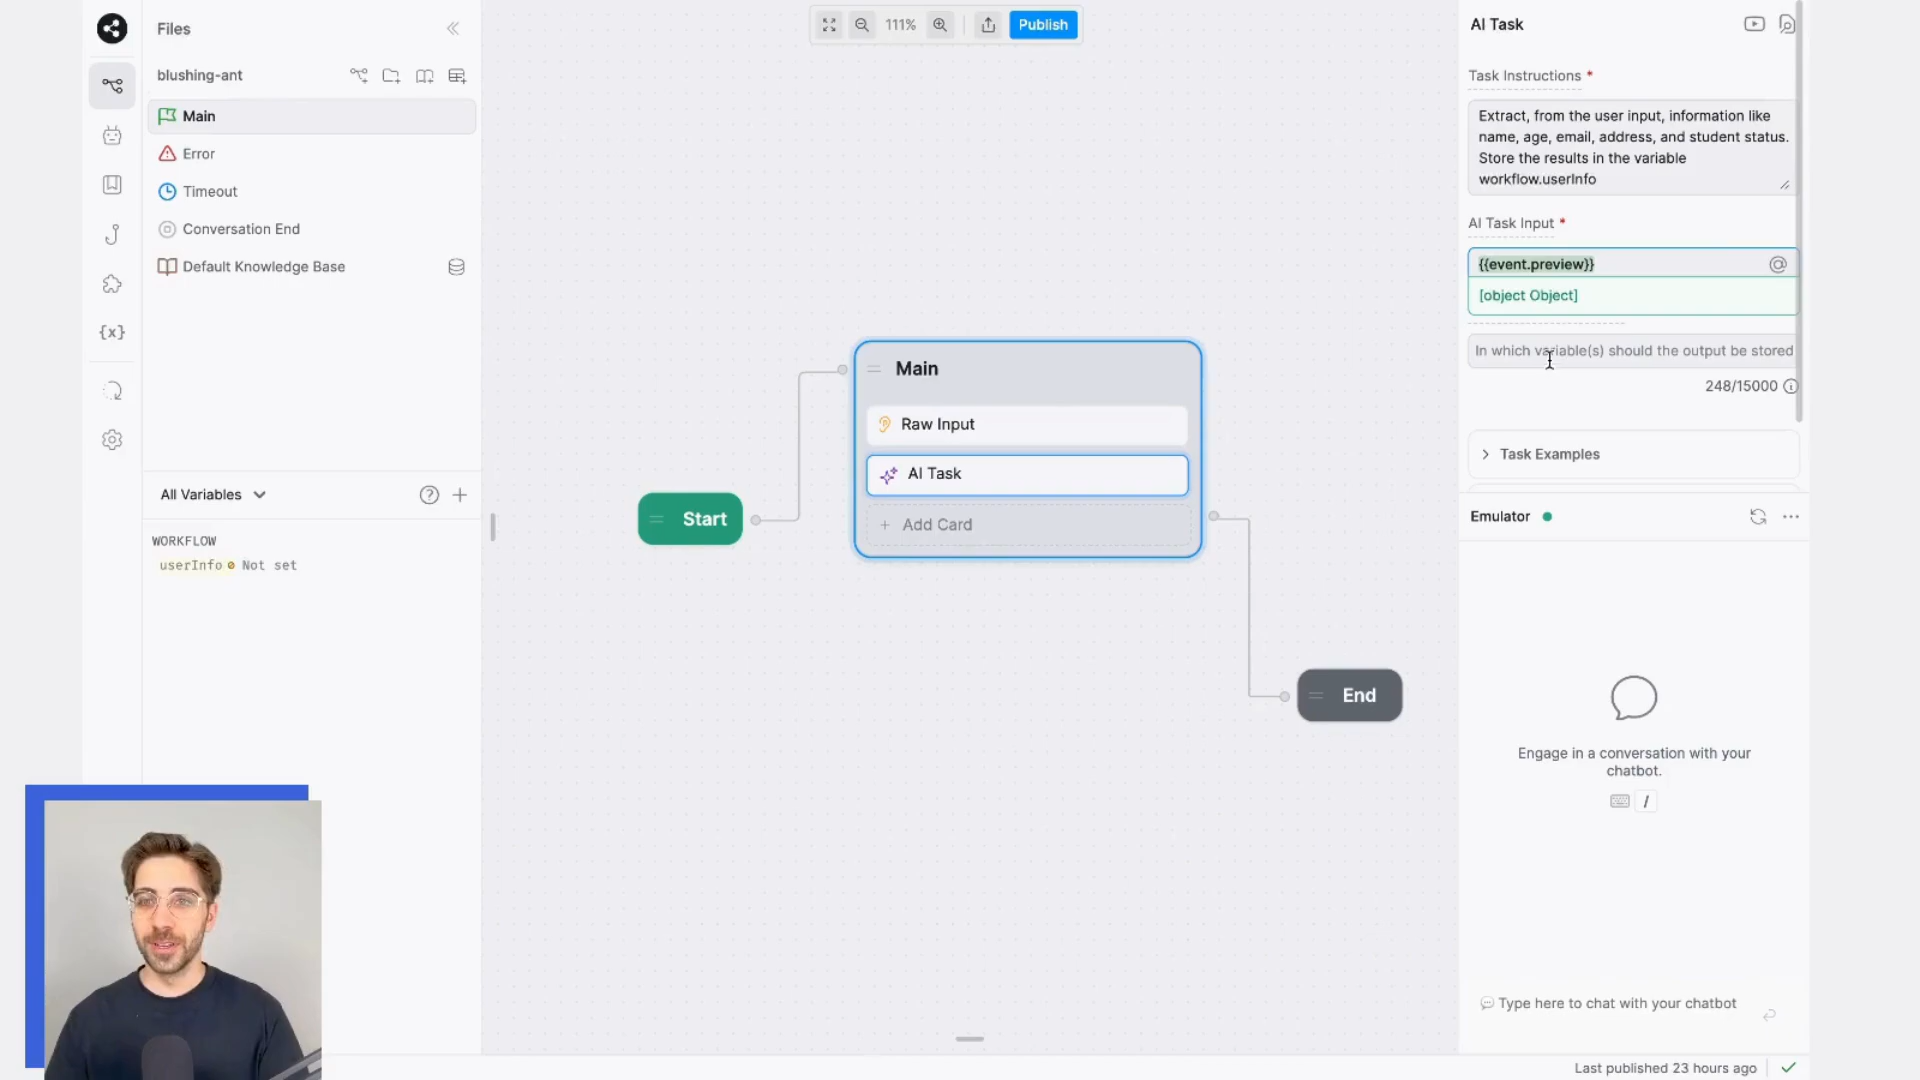 Files
blushing-ant
Main
Error
Timeout
Conversation End
Default Knowledge Base
All Variables
WORKFLOW
userInfo Not set
111%
Publish
Start
Main
Raw Input
AI Task
+ Add Card
End
AI Task
Task Instructions *
Extract, from the user input, information like
name, age, email, address, and student status.
Store the results in the variable
workflow.userInfo
AI Task Input *
{{event.preview}}
[object Object]
In which variable(s) should the output be stored
248/15000
Task Examples
Emulator
Engage in a conversation with your
chatbot.
/
Type here to chat with your chatbot
Last published 23 hours ago